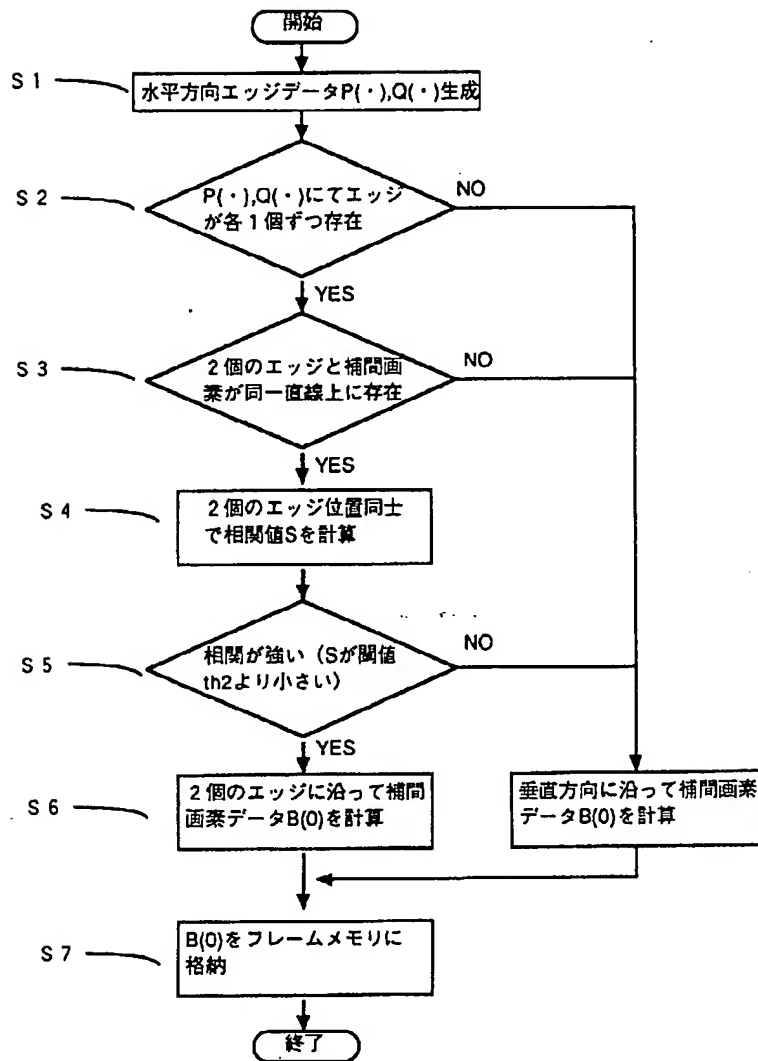 開始
S 1
水平方向エッジデータP(・),Q(・)生成
S 2
P(・),Q(・)にてエッジ
が各1個ずつ存在
NO
YES
S 3
2個のエッジと補間画
素が同一直線上に存在
NO
YES
S 4
2個のエッジ位置同士
で相関値Sを計算
S 5
相関が強い(Sが閾値
th2より小さい)
NO
YES
S 6
2個のエッジに沿って補間
画素データB(0)を計算
垂直方向に沿って補間画素
データB(0)を計算
S 7
B(0)をフレームメモリに
格納
終了